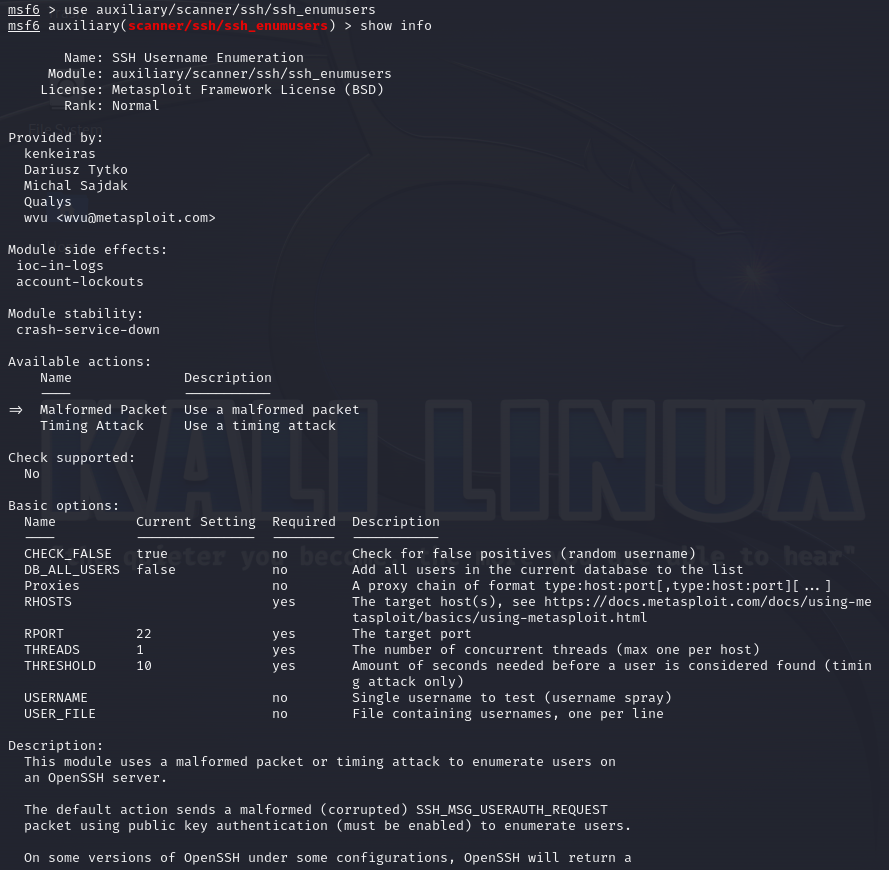 msf6 > use auxiliary/scanner/ssh/ssh_enumusers
msf6 auxiliary(scanner/ssh/ssh_enumusers) > show info
Name: SSH Username Enumeration
Module: auxiliary/scanner/ssh/ssh_enumusers
License: Metasploit Framework License (BSD)
Rank: Normal
Provided by:
kenkeiras
Dariusz Tytko
Michal Sajdak
Qualys
wvu <wvu@metasploit.com>
Module side effects:
ioc-in-logs
account-lockouts
Module stability:
crash-service-down
Available actions:
Name Description
---- -----------
=> Malformed Packet Use a malformed packet
Timing Attack Use a timing attack
Check supported:
No
Basic options:
Name Current Setting Required Description
---- --------------- -------- -----------
CHECK_FALSE true no Check for false positives (random username)
DB_ALL_USERS false no Add all users in the current database to the list
Proxies no A proxy chain of format type:host:port[,type:host:port][...]
RHOSTS yes The target host(s), see https://docs.metasploit.com/docs/using-me
tasploit/basics/using-metasploit.html
RPORT 22 yes The target port
THREADS 1 yes The number of concurrent threads (max one per host)
THRESHOLD 10 yes Amount of seconds needed before a user is considered found (timin
g attack only)
USERNAME no Single username to test (username spray)
USER_FILE no File containing usernames, one per line
Description:
This module uses a malformed packet or timing attack to enumerate users on
an OpenSSH server.
The default action sends a malformed (corrupted) SSH_MSG_USERAUTH_REQUEST
packet using public key authentication (must be enabled) to enumerate users.
On some versions of OpenSSH under some configurations, OpenSSH will return a
KALI LINUX
you become, the more you are able to hear"